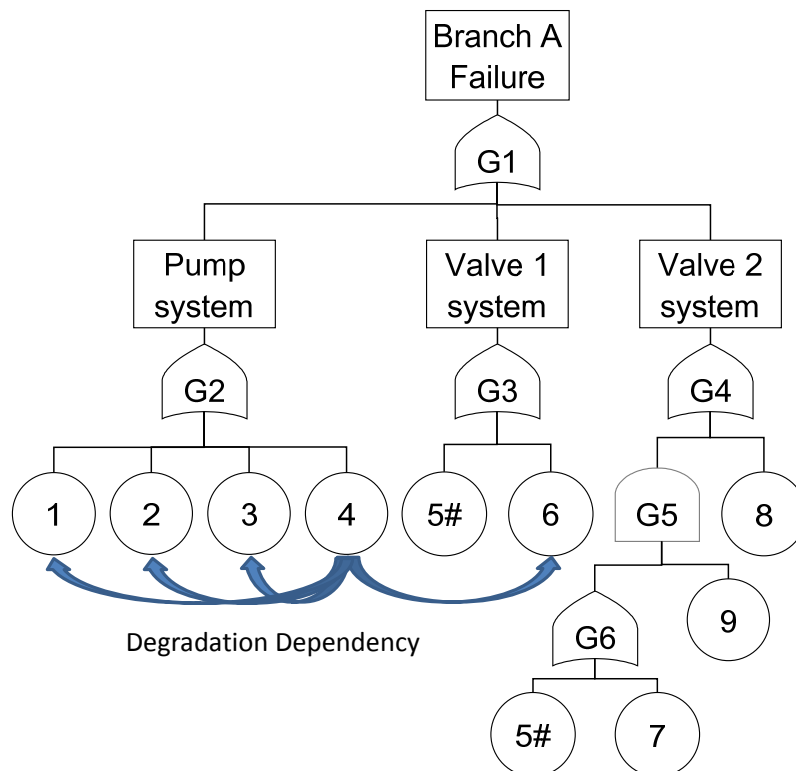 Branch A
Failure
G1
Pump
system
Valve 1
system
Valve 2
system
G2
G3
G4
1
2
3
4
5#
6
G5
8
Degradation Dependency
G6
9
5#
7